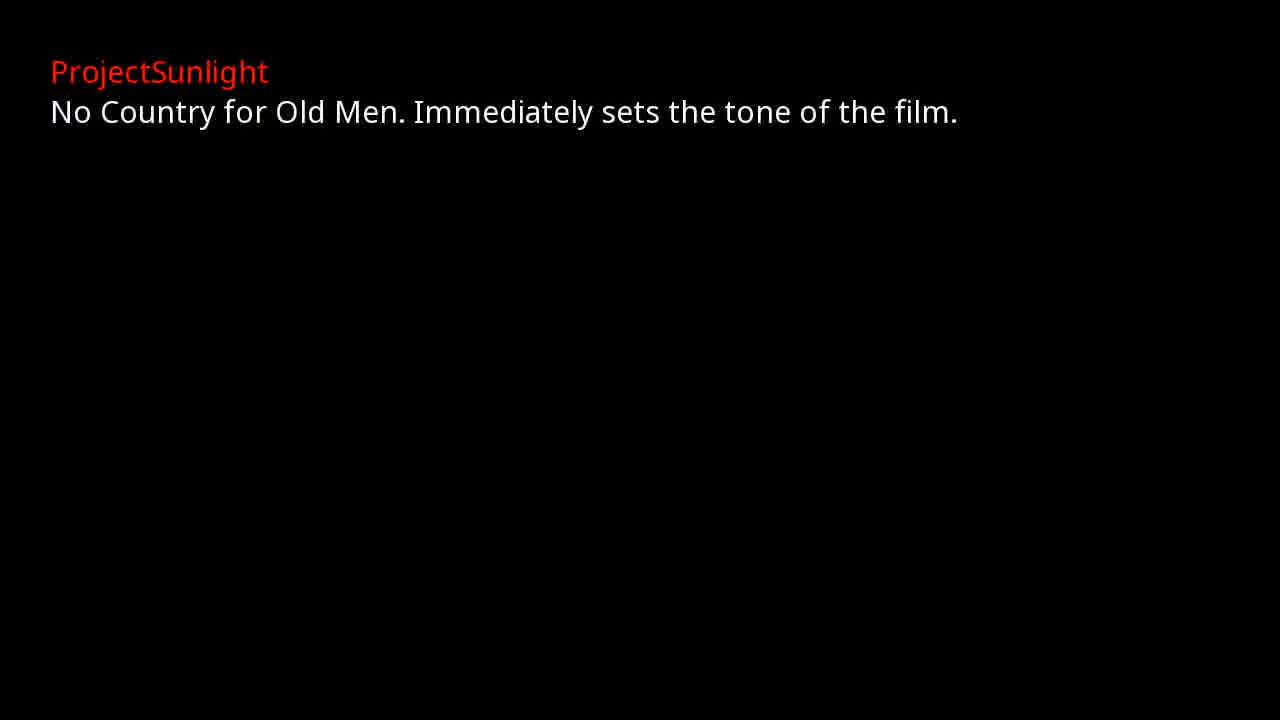 ProjectSunlight
No Country for Old Men. Immediately sets the tone of the film.